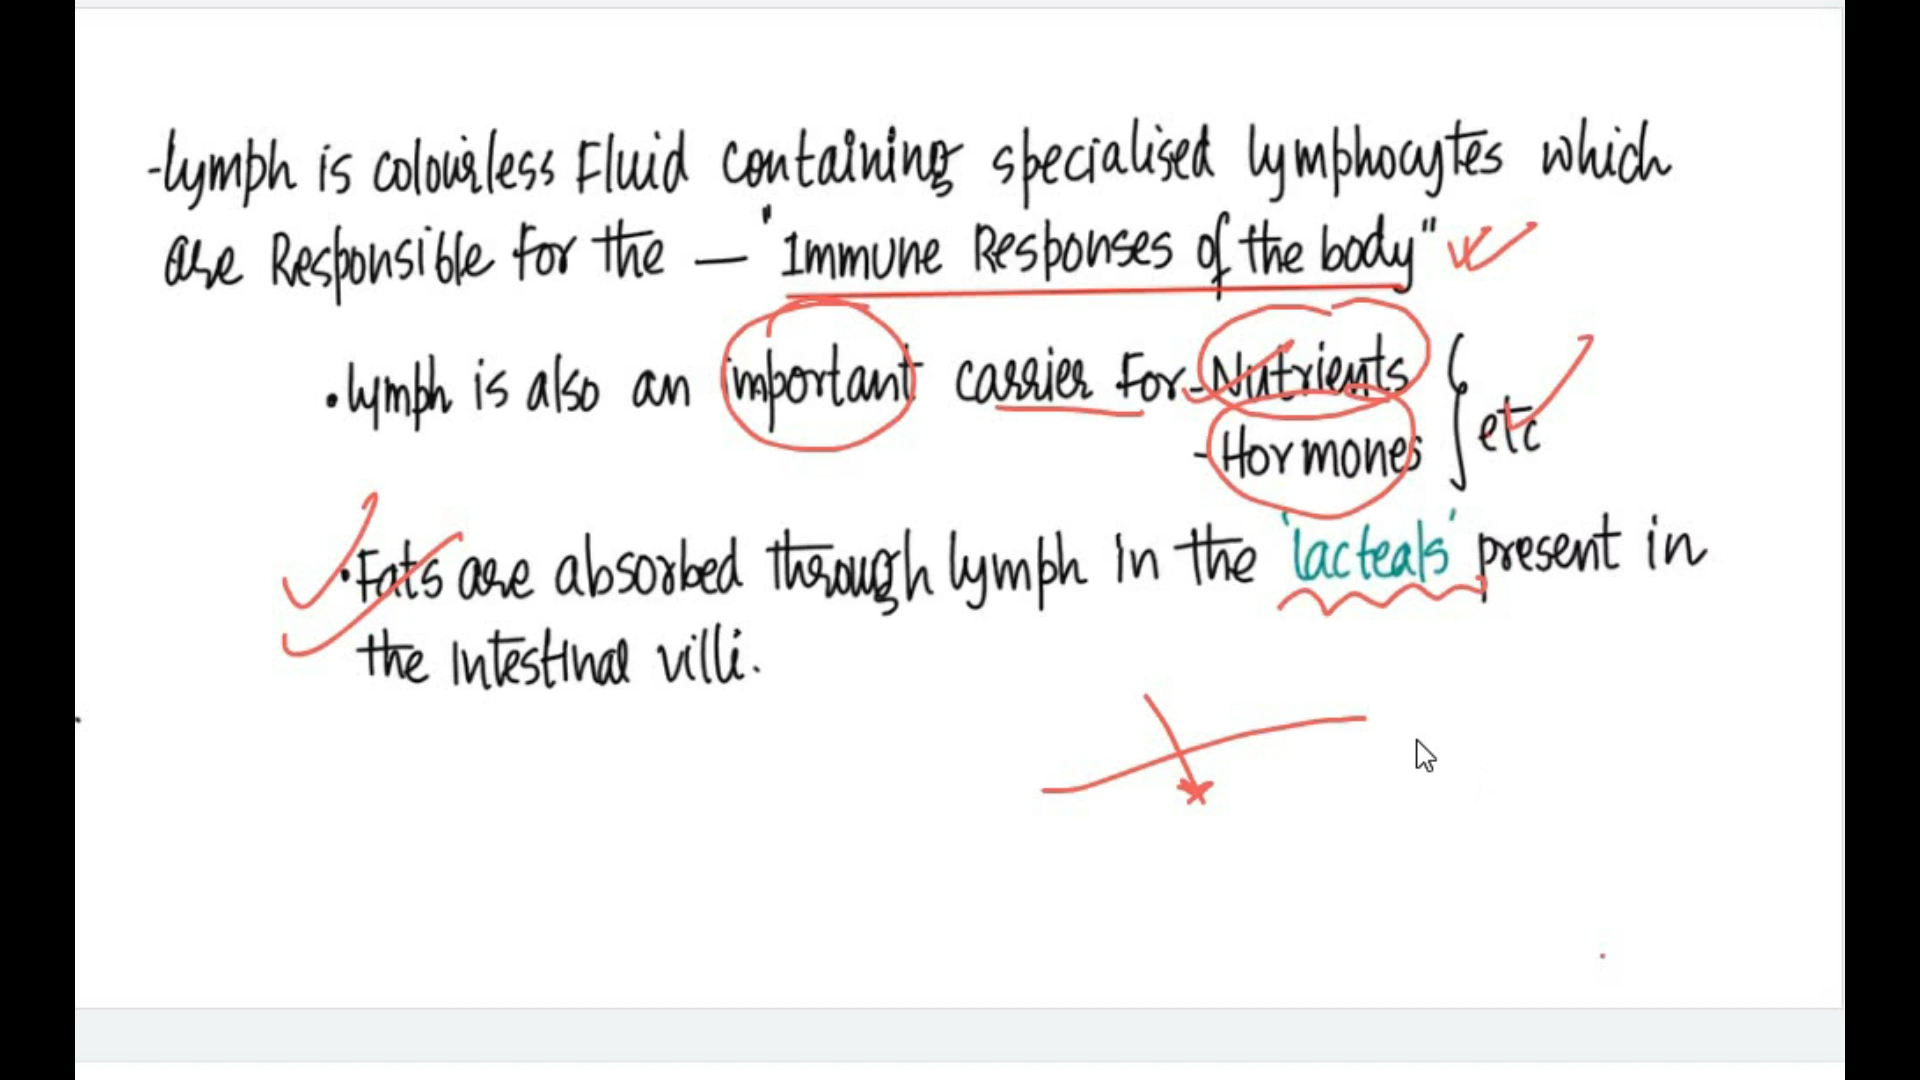 -lymph is colourless Fluid containing specialised lymphocytes which
are Responsible for the — "Immune Responses of the body"
• lymph is also an important carrier For - Nutrients
- Hormones } etc
• Fats are absorbed through lymph in the 'lacteals' present in
the Intestinal villi.